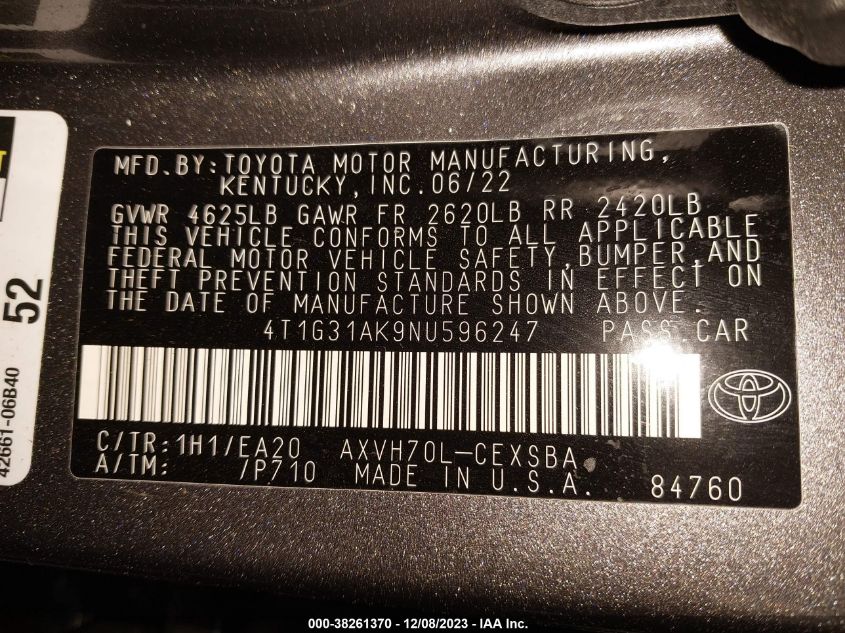 MFD. BY: TOYOTA MOTOR MANUFACTURING,
KENTUCKY, INC. 06/22
GVWR 4625LB GAWR FR 2620LB RR 2420LB
THIS VEHICLE CONFORMS TO ALL APPLICABLE
FEDERAL MOTOR VEHICLE SAFETY, BUMPER, AND
THEFT PREVENTION STANDARDS IN EFFECT ON
THE DATE OF MANUFACTURE SHOWN ABOVE.
4T1G31AK9NU596247 PASS. CAR
C/TR: 1H1/EA20 AXVH70L-CEXSBA
A/TM: /P710 MADE IN U.S.A. 84760
52
42661-06B40
000-38261370 - 12/08/2023 - IAA Inc.